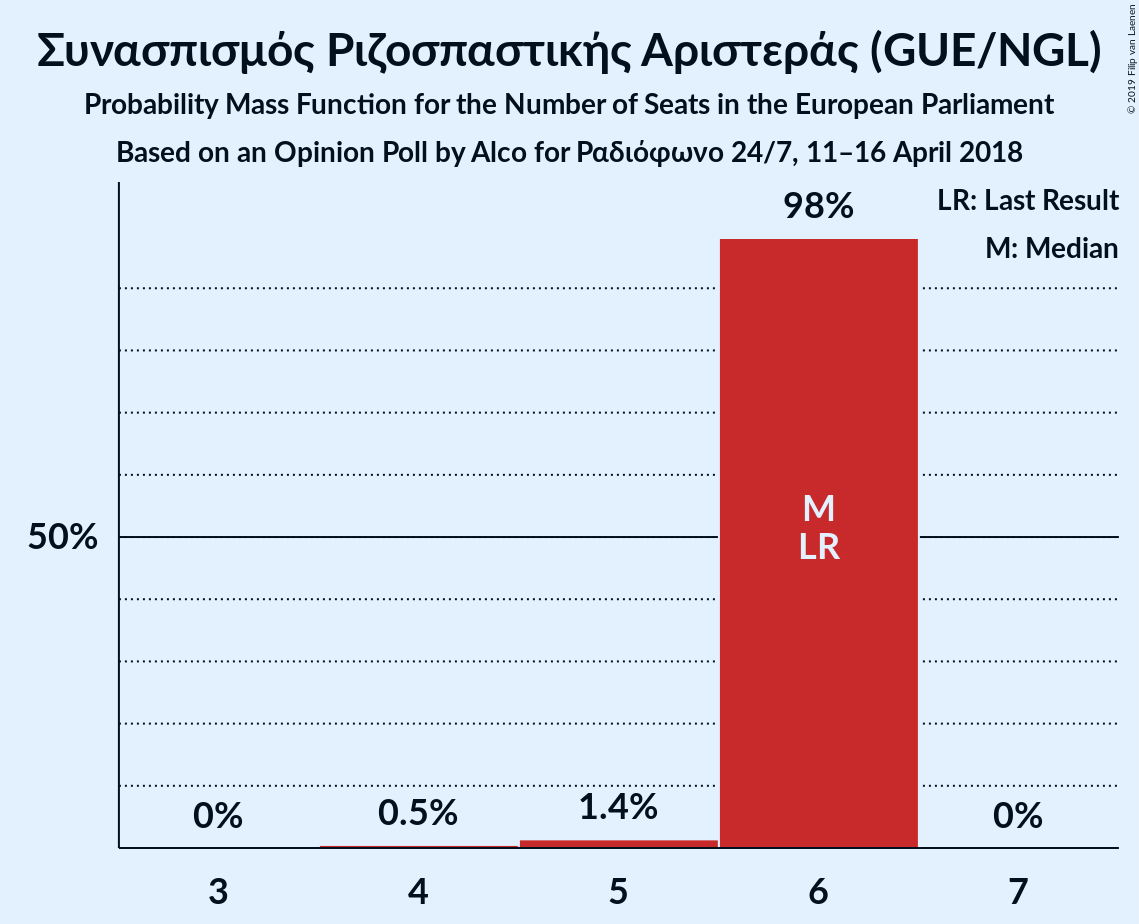 Συνασπισμός Ριζοσπαστικής Αριστεράς (GUE/NGL)
Probability Mass Function for the Number of Seats in the European Parliament
Based on an Opinion Poll by Alco for Ραδιόφωνο 24/7, 11–16 April 2018
© 2019 Filip van Laenen
LR: Last Result
M: Median
98%
50%
M
LR
0%
0.5%
1.4%
0%
3
4
5
6
7